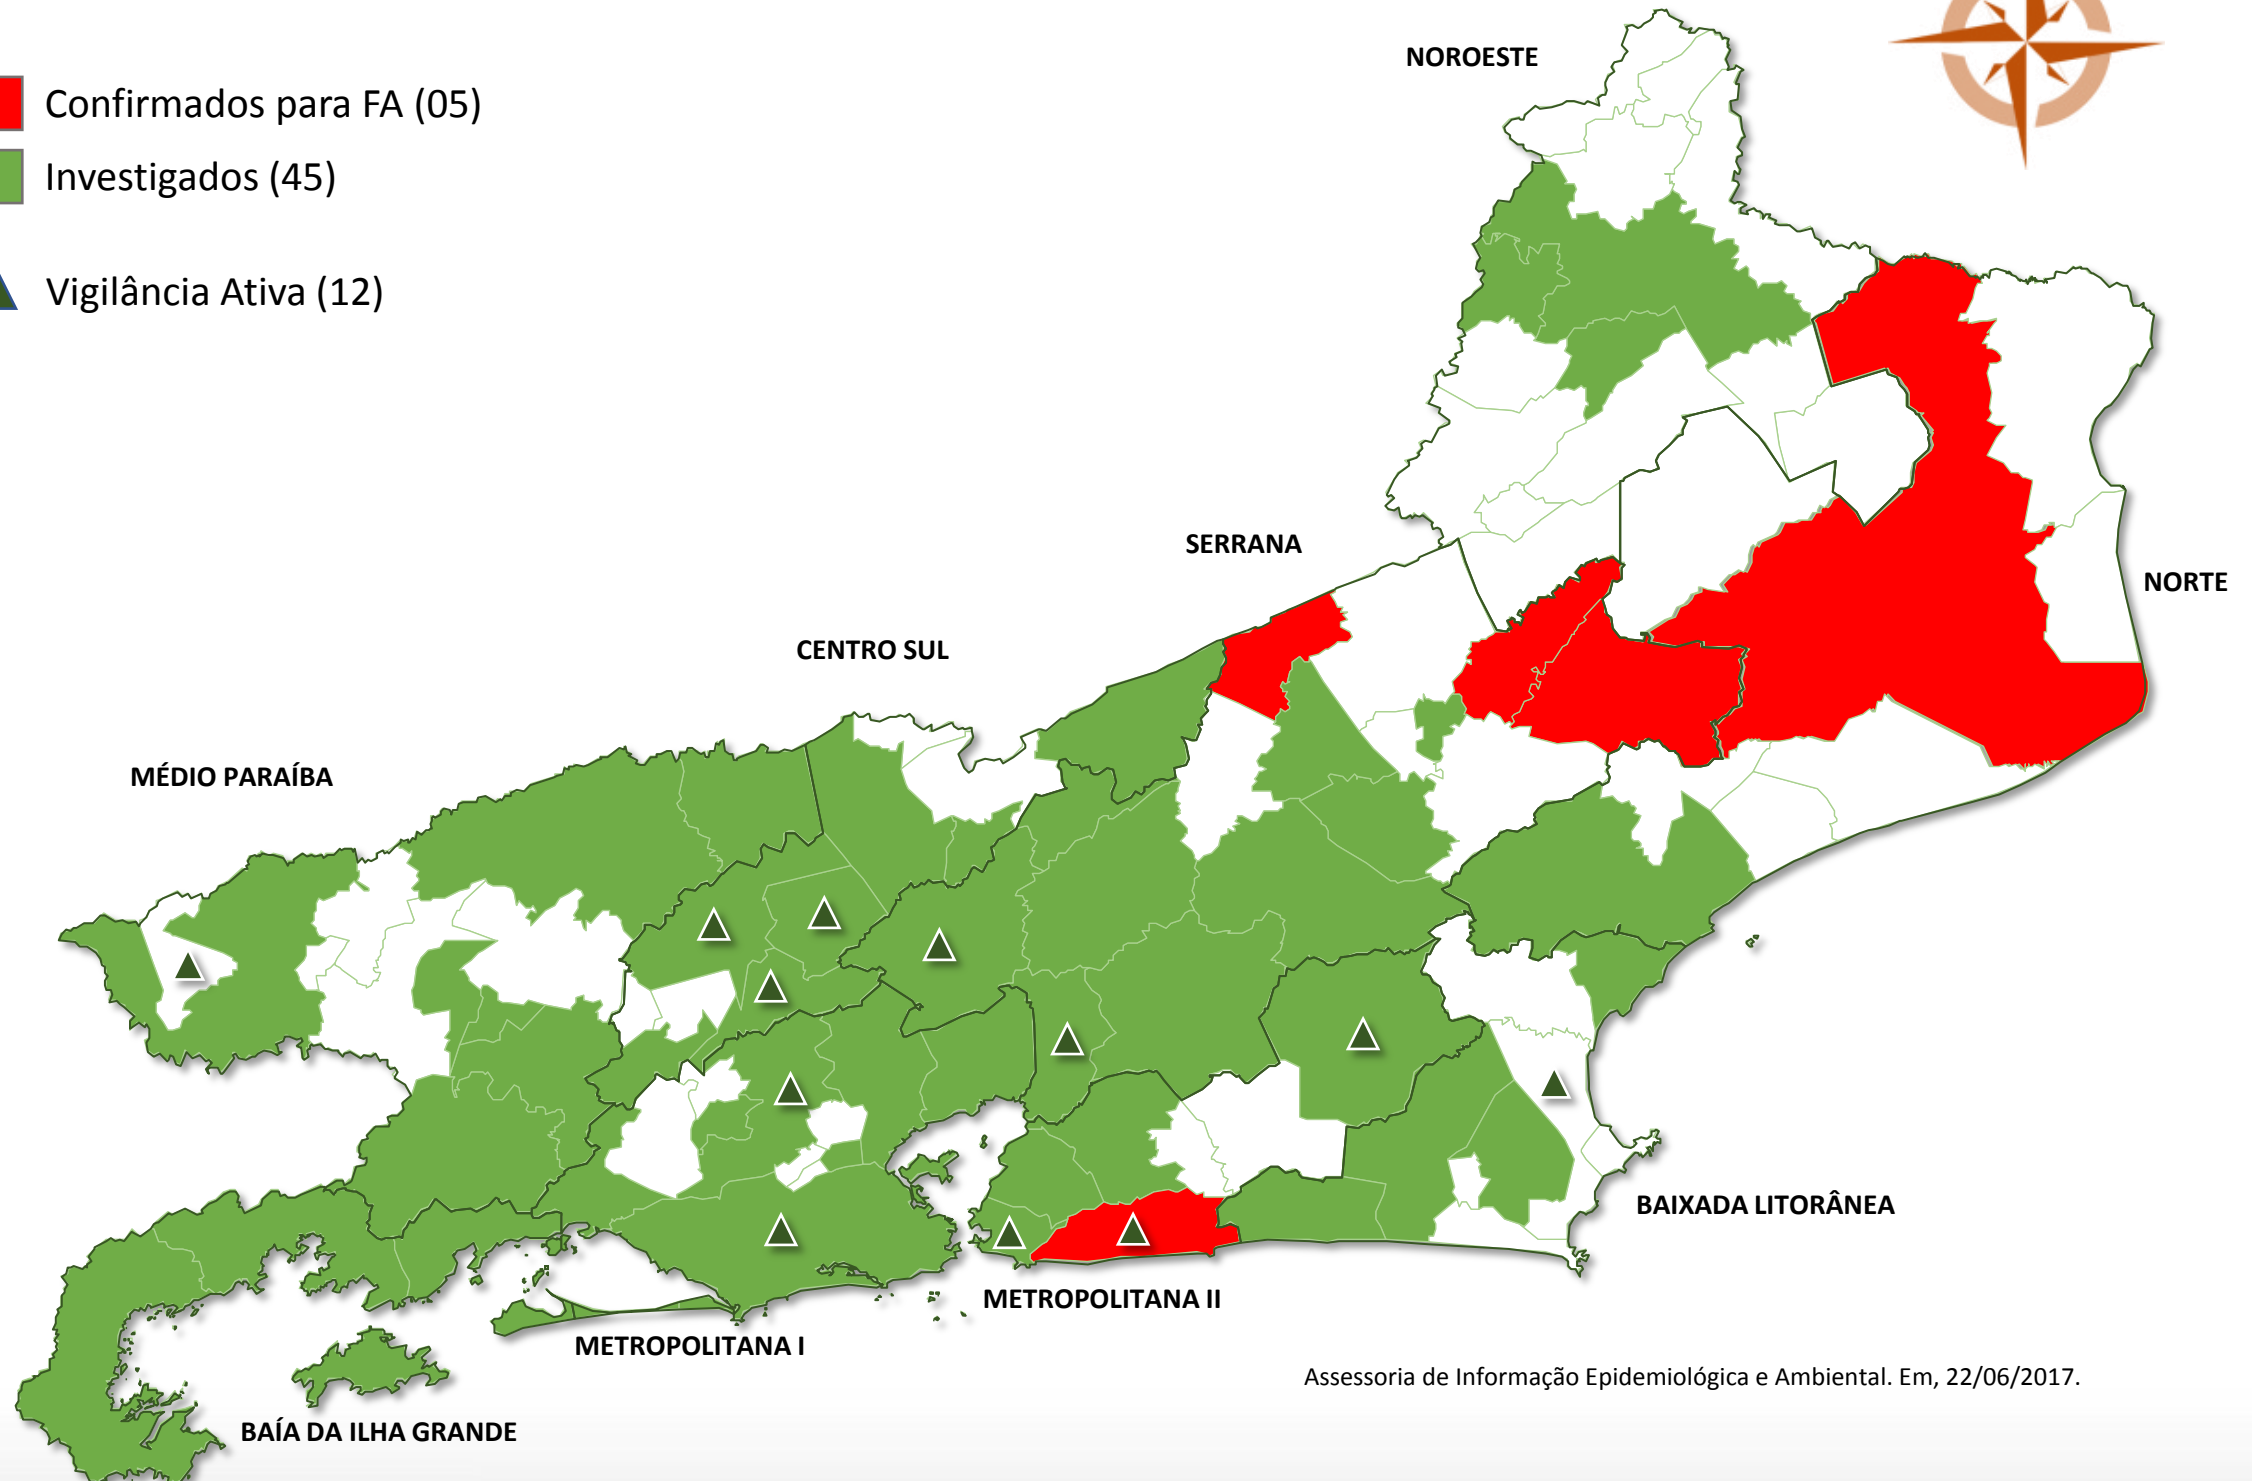 NOROESTE
Confirmados para FA (05)
Investigados (45)
Vigilância Ativa (12)
SERRANA
NORTE
CENTRO SUL
MÉDIO PARAÍBA
BAIXADA LITORÂNEA
METROPOLITANA II
METROPOLITANA I
Assessoria de Informação Epidemiológica e Ambiental. Em, 22/06/2017.
BAÍA DA ILHA GRANDE